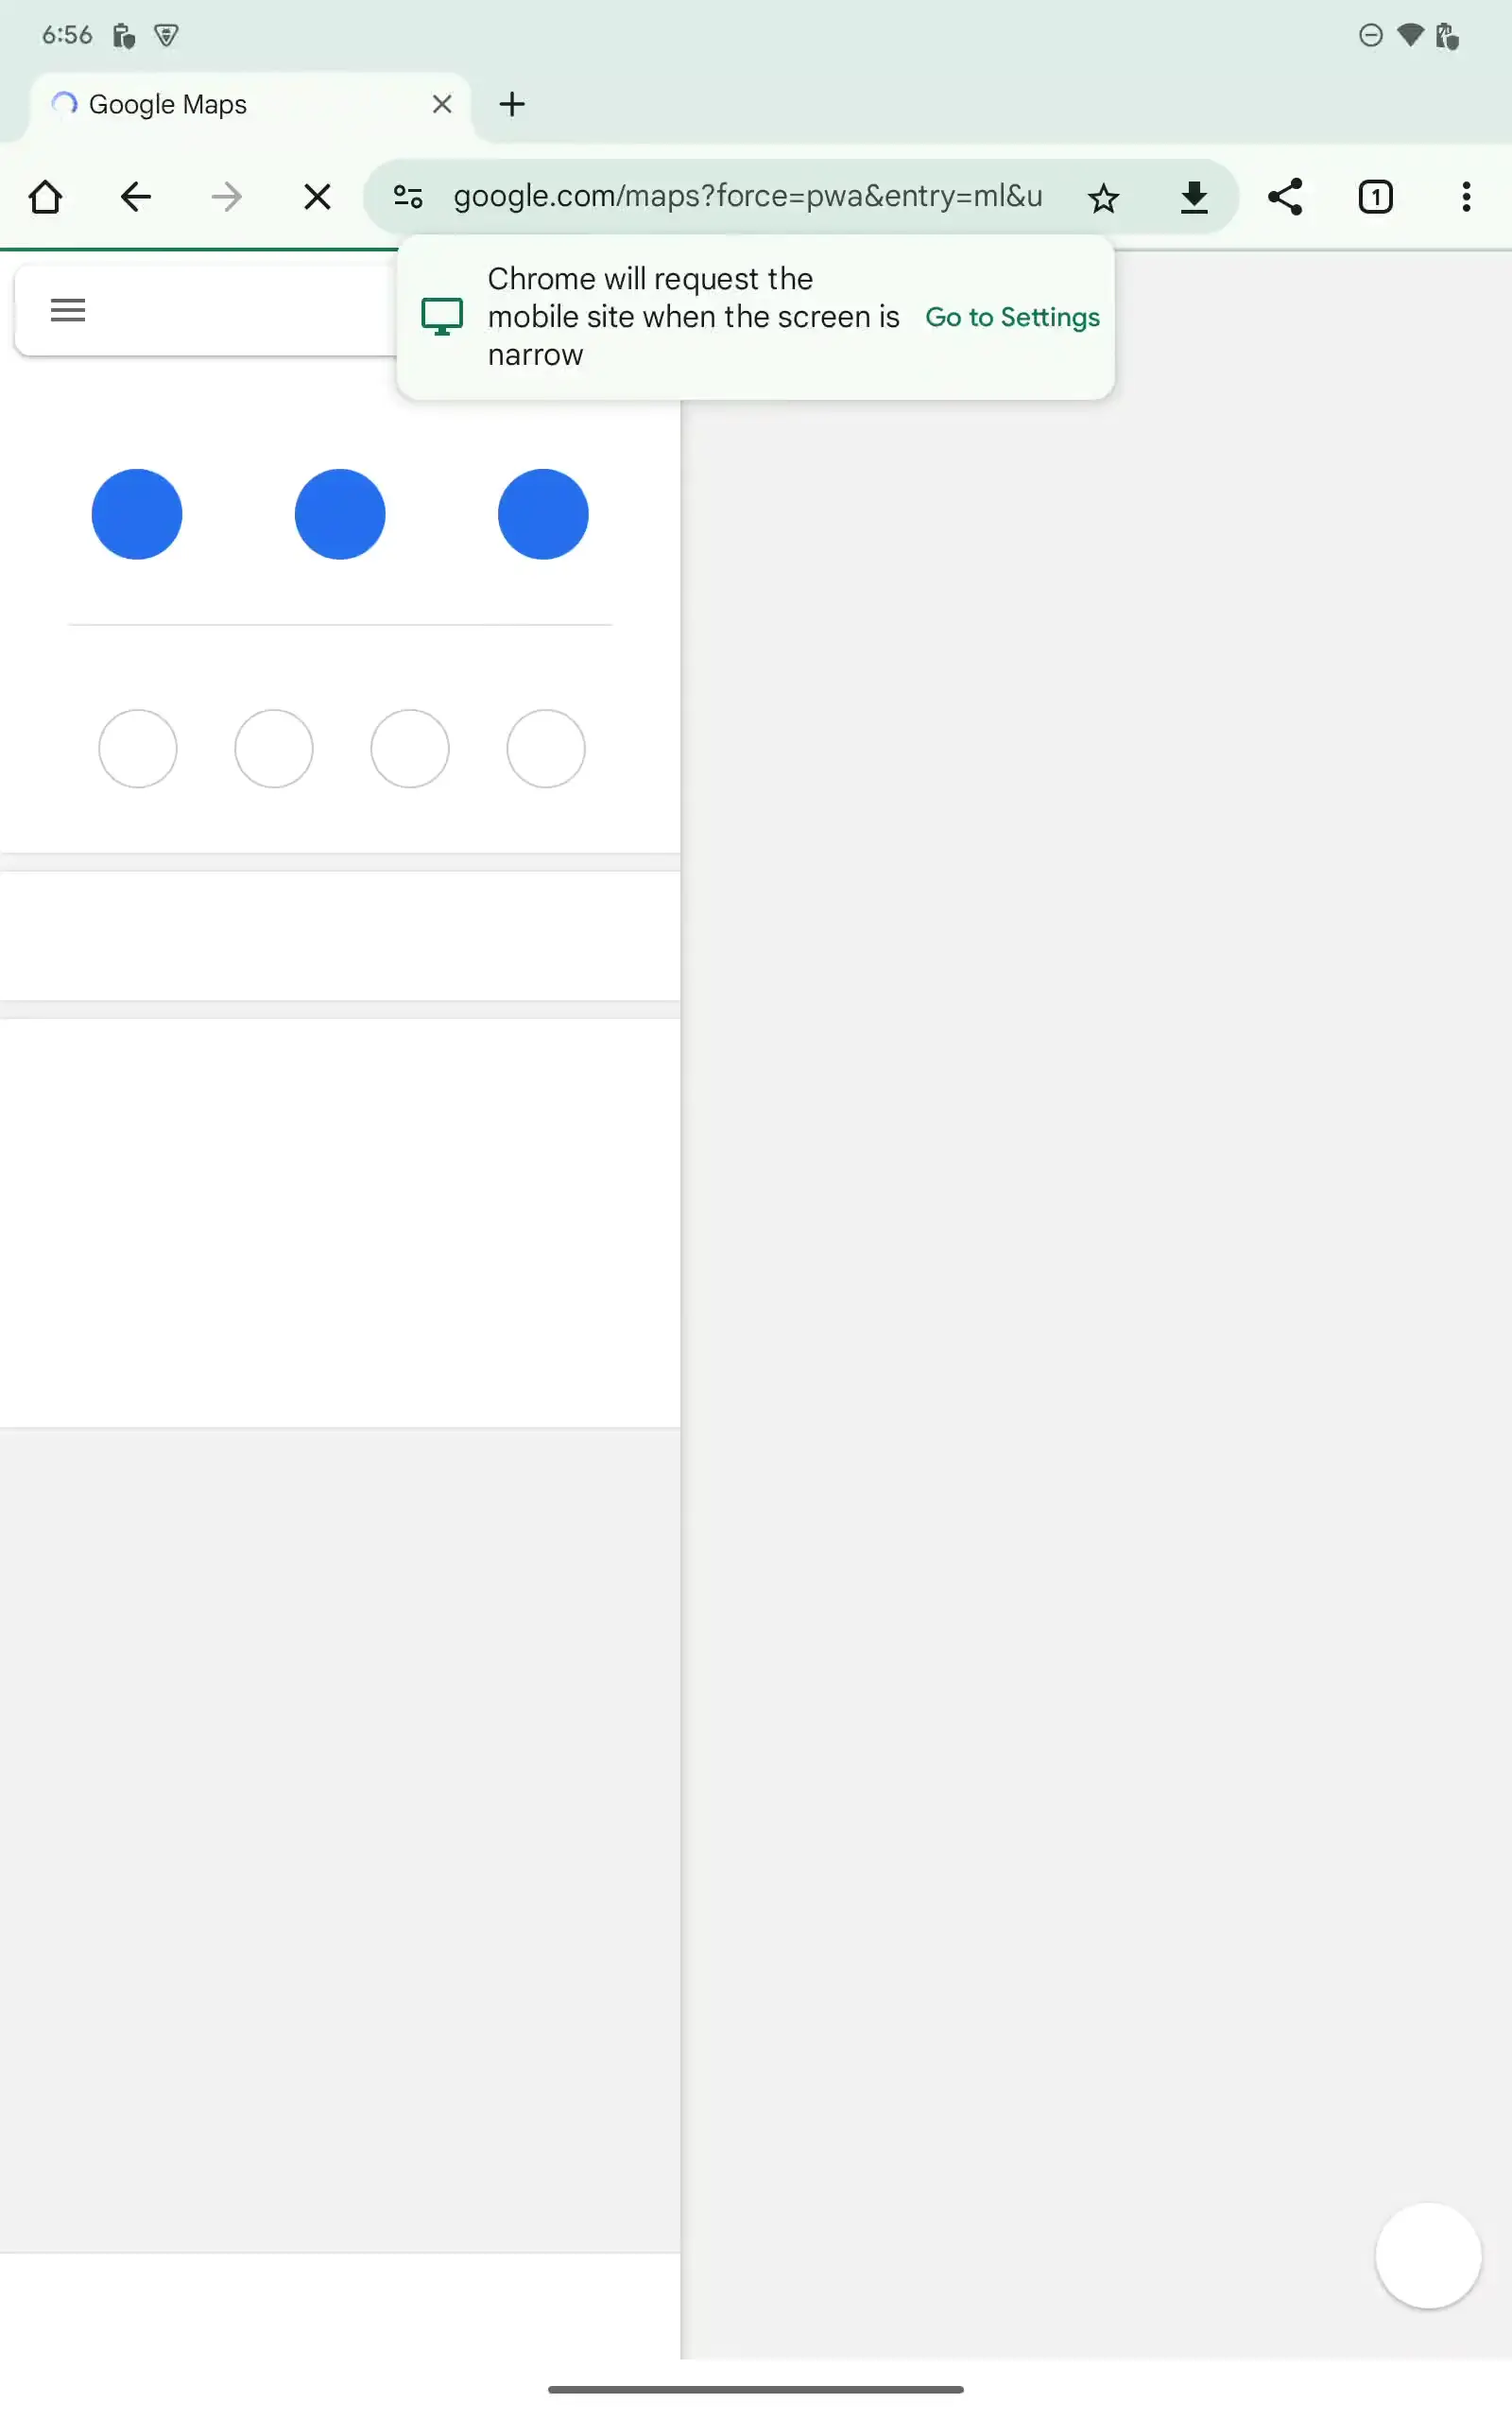 6:56
Google Maps
google.com/maps?force=pwa&entry=ml&u
1
Chrome will request the
mobile site when the screen is
narrow
Go to Settings